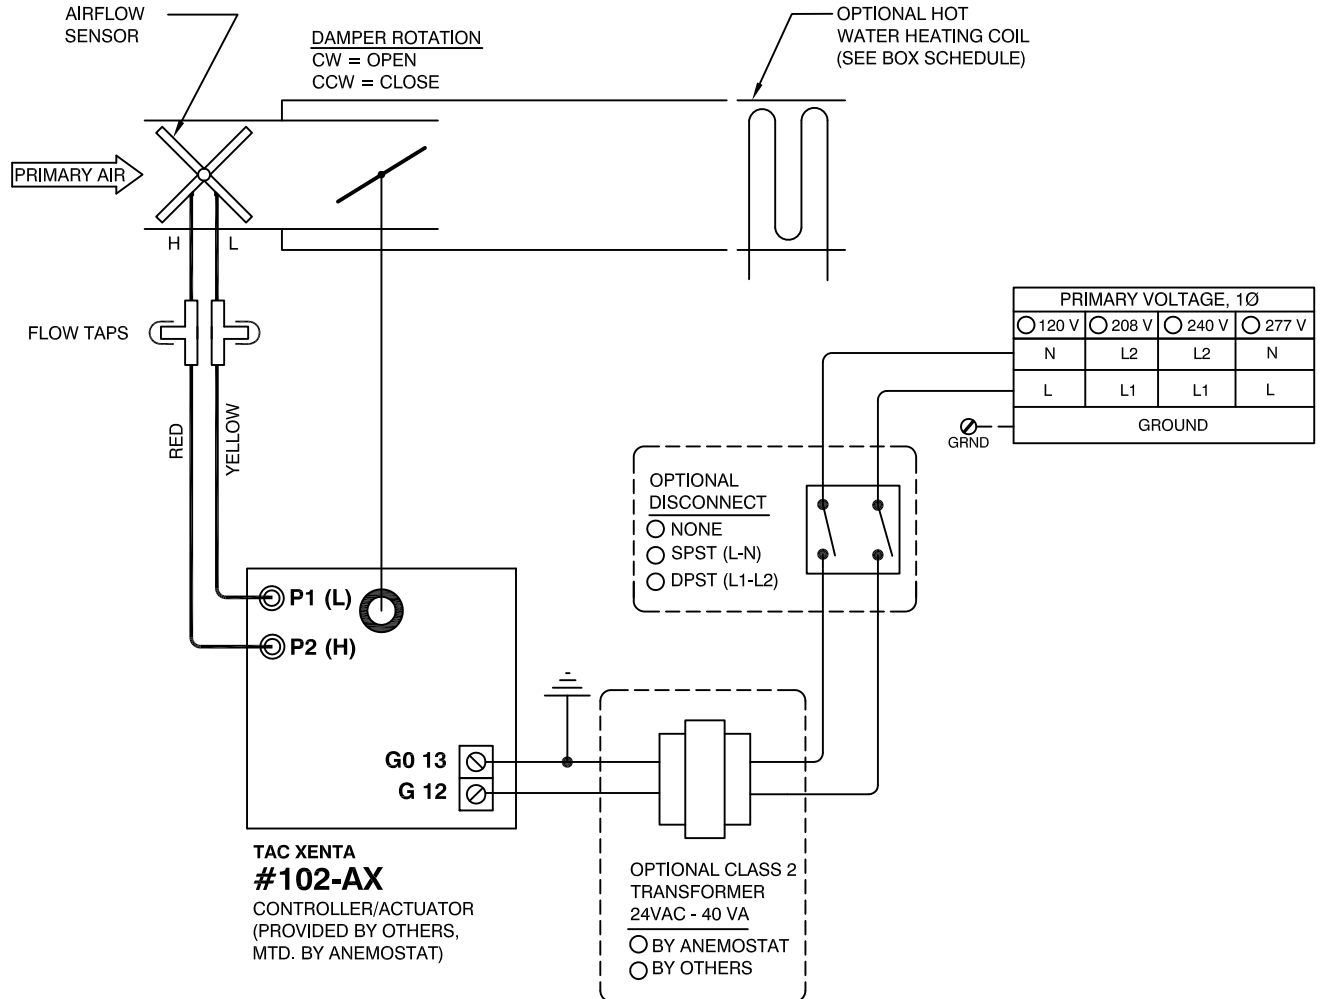 AIRFLOW
SENSOR
DAMPER ROTATION
CW = OPEN
CCW = CLOSE
OPTIONAL HOT
WATER HEATING COIL
(SEE BOX SCHEDULE)
PRIMARY AIR
H L
FLOW TAPS
RED
YELLOW
PRIMARY VOLTAGE, 1Ø
120 V 208 V 240 V 277 V
N L2 L2 N
L L1 L1 L
GROUND
GRND
OPTIONAL
DISCONNECT
NONE
SPST (L-N)
DPST (L1-L2)
P1 (L)
P2 (H)
G0 13
G 12
TAC XENTA
#102-AX
CONTROLLER/ACTUATOR
(PROVIDED BY OTHERS,
MTD. BY ANEMOSTAT)
OPTIONAL CLASS 2
TRANSFORMER
24VAC - 40 VA
BY ANEMOSTAT
BY OTHERS